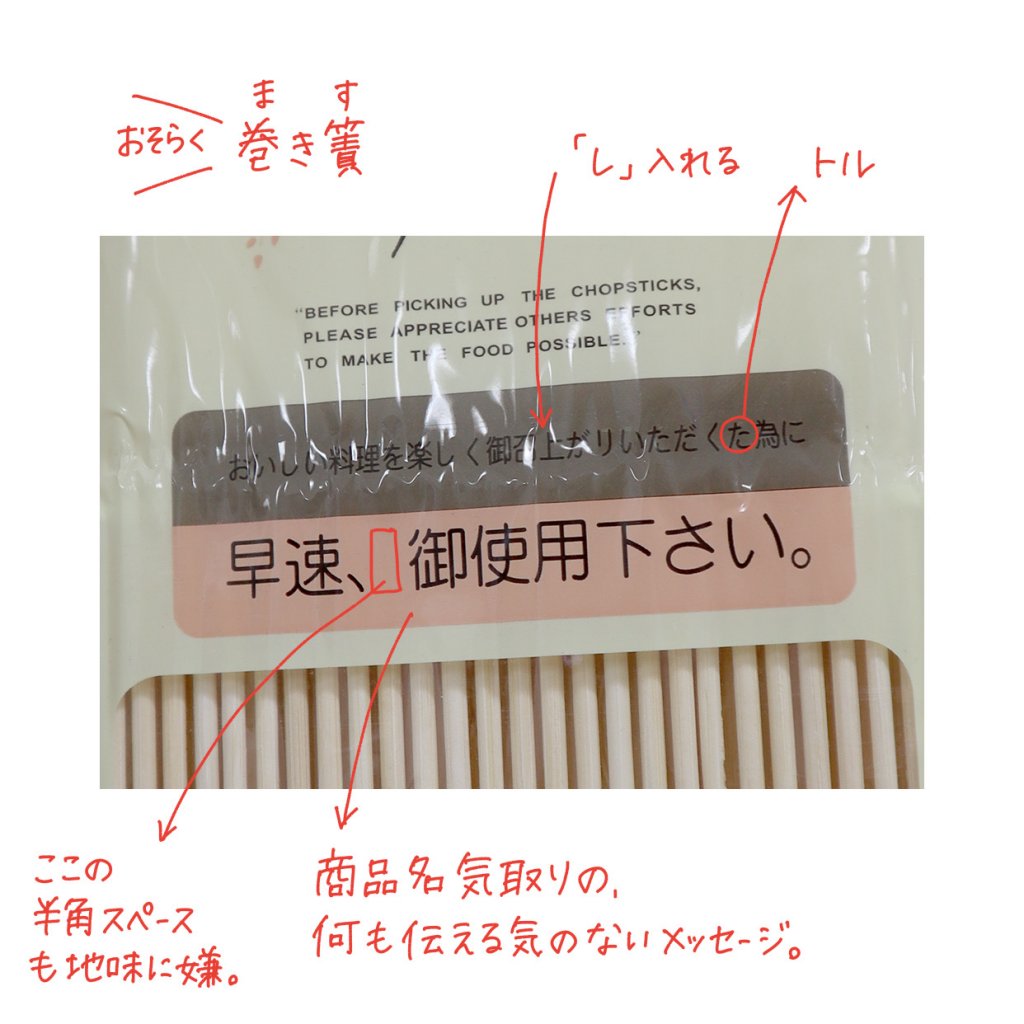 ま す
おそらく 巻き簀
「し」入れる トル
“BEFORE PICKING UP THE CHOPSTICKS,
PLEASE APPRECIATE OTHERS EFFORTS
TO MAKE THE FOOD POSSIBLE.”
おいしい料理を楽しく御召上がりいただくた為に
早速、御使用下さい。
ここの
半角スペース
も地味に嫌。
商品名気取りの、
何も伝える気のないメッセージ。